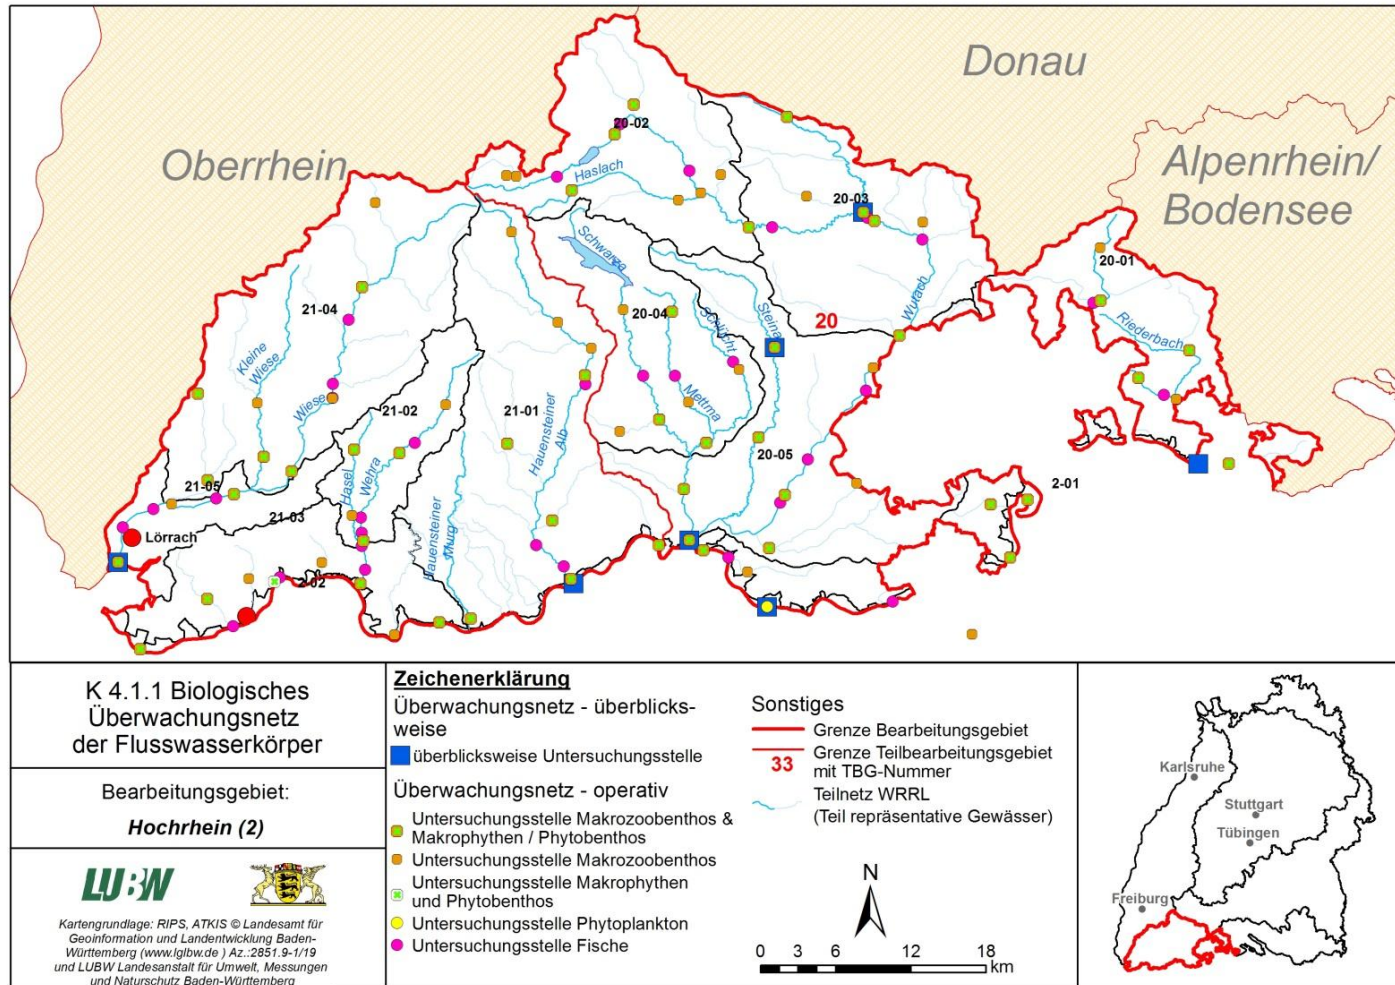 Donau
Oberrhein
Alpenrhein/
Bodensee
20-02
Haslach
20-03
20-01
Schwarza
Wutach
21-04
20-04
Schlücht
Steina
20
Riederbach
Kleine
Wiese
Wiese
Mettma
21-02
21-01
Hauensteiner
Alb
20-05
Hasel
Wehra
21-05
21-03
2-01
Lörrach
Hauensteiner
Murg
2-02
K 4.1.1 Biologisches
Überwachungsnetz
der Flusswasserkörper
Bearbeitungsgebiet:
Hochrhein (2)
LUBW
Kartengrundlage: RIPS, ATKIS © Landesamt für
Geoinformation und Landentwicklung Baden-
Württemberg (www.lglbw.de ) Az.:2851.9-1/19
und LUBW Landesanstalt für Umwelt, Messungen
und Naturschutz Baden-Württemberg
Zeichenerklärung
Überwachungsnetz - überblicks-
weise
überblicksweise Untersuchungsstelle
Überwachungsnetz - operativ
Untersuchungsstelle Makrozoobenthos &
Makrophythen / Phytobenthos
Untersuchungsstelle Makrozoobenthos
Untersuchungsstelle Makrophythen
und Phytobenthos
Untersuchungsstelle Phytoplankton
Untersuchungsstelle Fische
Sonstiges
Grenze Bearbeitungsgebiet
Grenze Teilbearbeitungsgebiet
33 mit TBG-Nummer
Teilnetz WRRL
(Teil repräsentative Gewässer)
N
0 3 6 12 18
km
Karlsruhe
Stuttgart
Tübingen
Freiburg